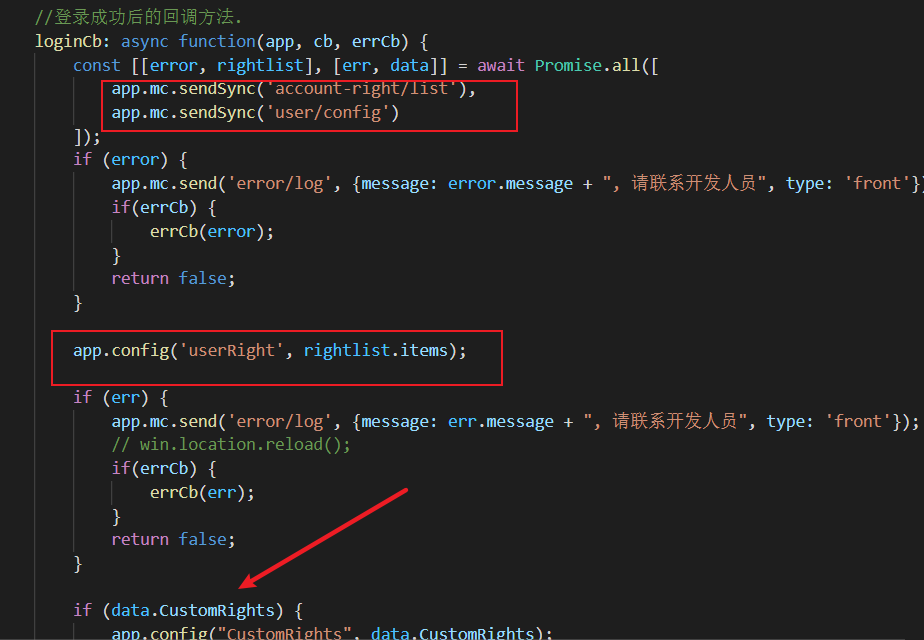 //登录成功后的回调方法.
loginCb: async function(app, cb, errCb) {
const [[error, rightlist], [err, data]] = await Promise.all([
app.mc.sendSync('account-right/list'),
app.mc.sendSync('user/config')
]);
if (error) {
app.mc.send('error/log', {message: error.message + ", 请联系开发人员", type: 'front'})
if(errCb) {
errCb(error);
}
return false;
}
app.config('userRight', rightlist.items);
if (err) {
app.mc.send('error/log', {message: err.message + ", 请联系开发人员", type: 'front'});
// win.location.reload();
if(errCb) {
errCb(err);
}
return false;
}
if (data.CustomRights) {
app.config("CustomRights", data.CustomRights);